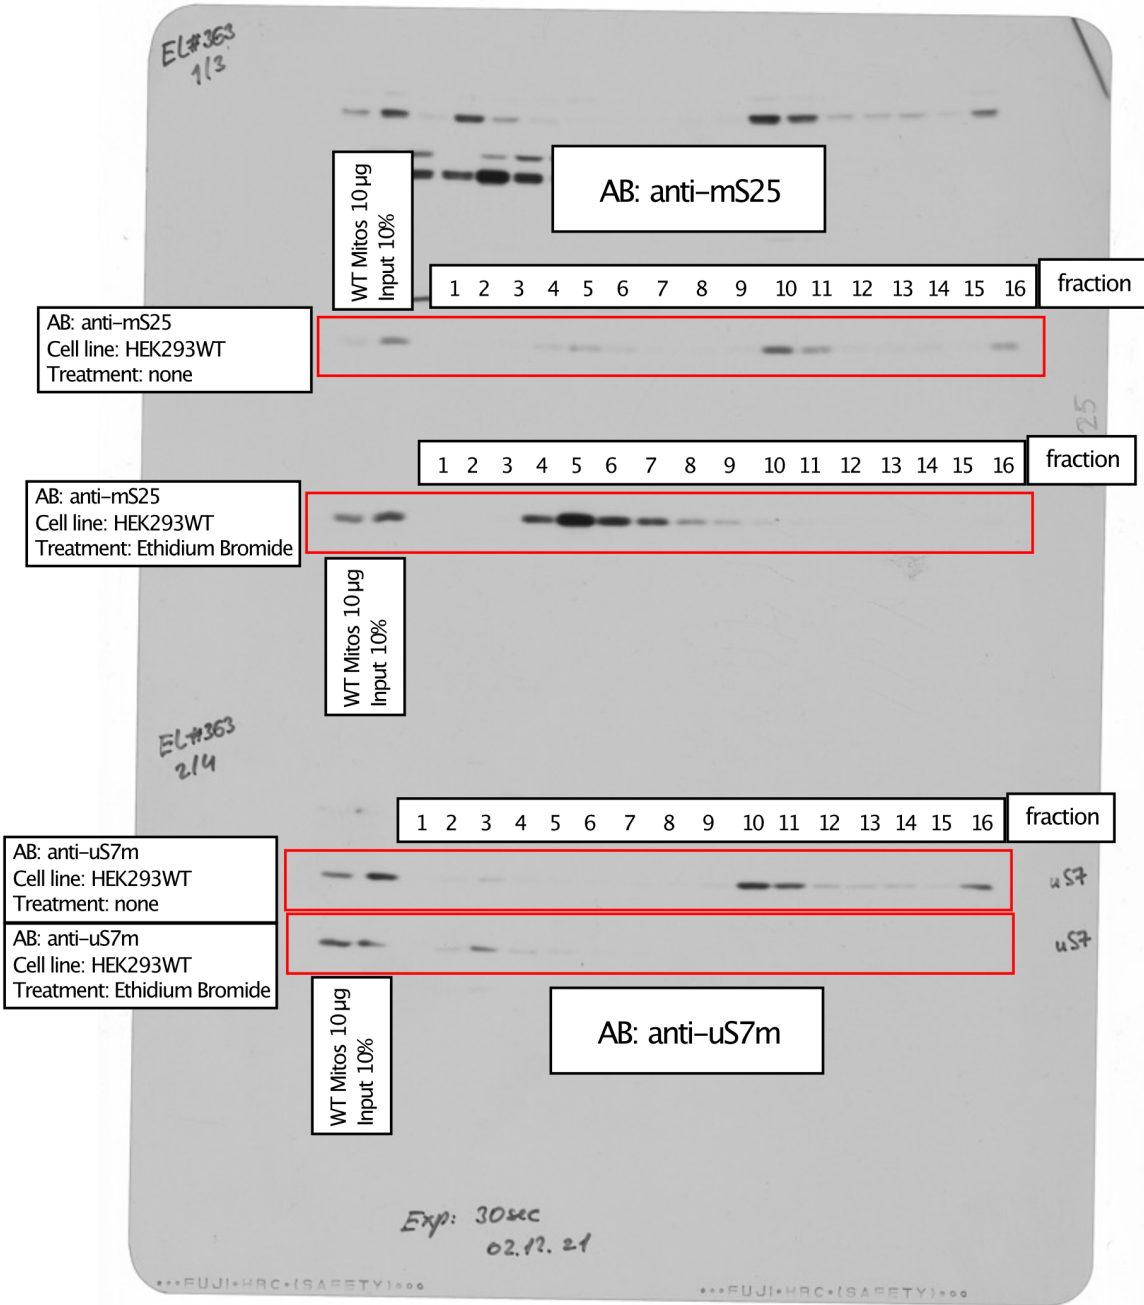 EL#363
1/3
AB: anti-mS25
WT Mitos 10µg
Input 10%
1 2 3 4 5 6 7 8 9 10 11 12 13 14 15 16
fraction
AB: anti-mS25
Cell line: HEK293WT
Treatment: none
25
1 2 3 4 5 6 7 8 9 10 11 12 13 14 15 16
fraction
AB: anti-mS25
Cell line: HEK293WT
Treatment: Ethidium Bromide
WT Mitos 10µg
Input 10%
EL#363
2/4
1 2 3 4 5 6 7 8 9 10 11 12 13 14 15 16
fraction
AB: anti-uS7m
Cell line: HEK293WT
Treatment: none
uS7
AB: anti-uS7m
Cell line: HEK293WT
Treatment: Ethidium Bromide
uS7
WT Mitos 10µg
Input 10%
AB: anti-uS7m
Exp: 30sec
02.12.21
•••FUJI•HRC•(SAFETY)•••
•••FUJI•HRC•(SAFETY)•••